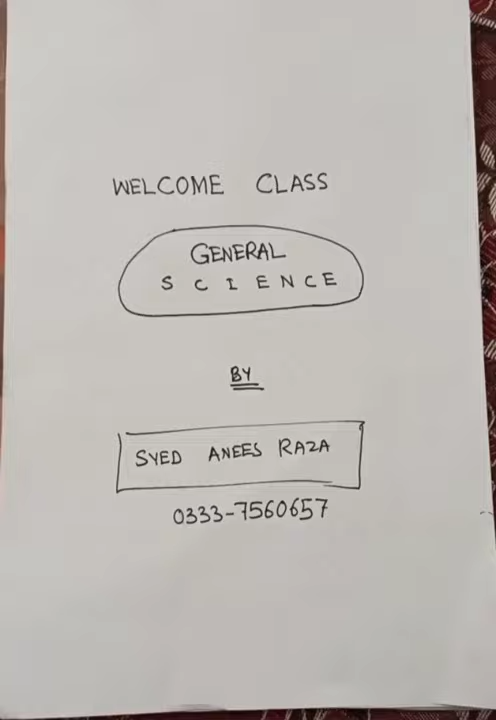 WELCOME CLASS
GENERAL
SCIENCE
BY
SYED ANEES RAZA
0333-7560657